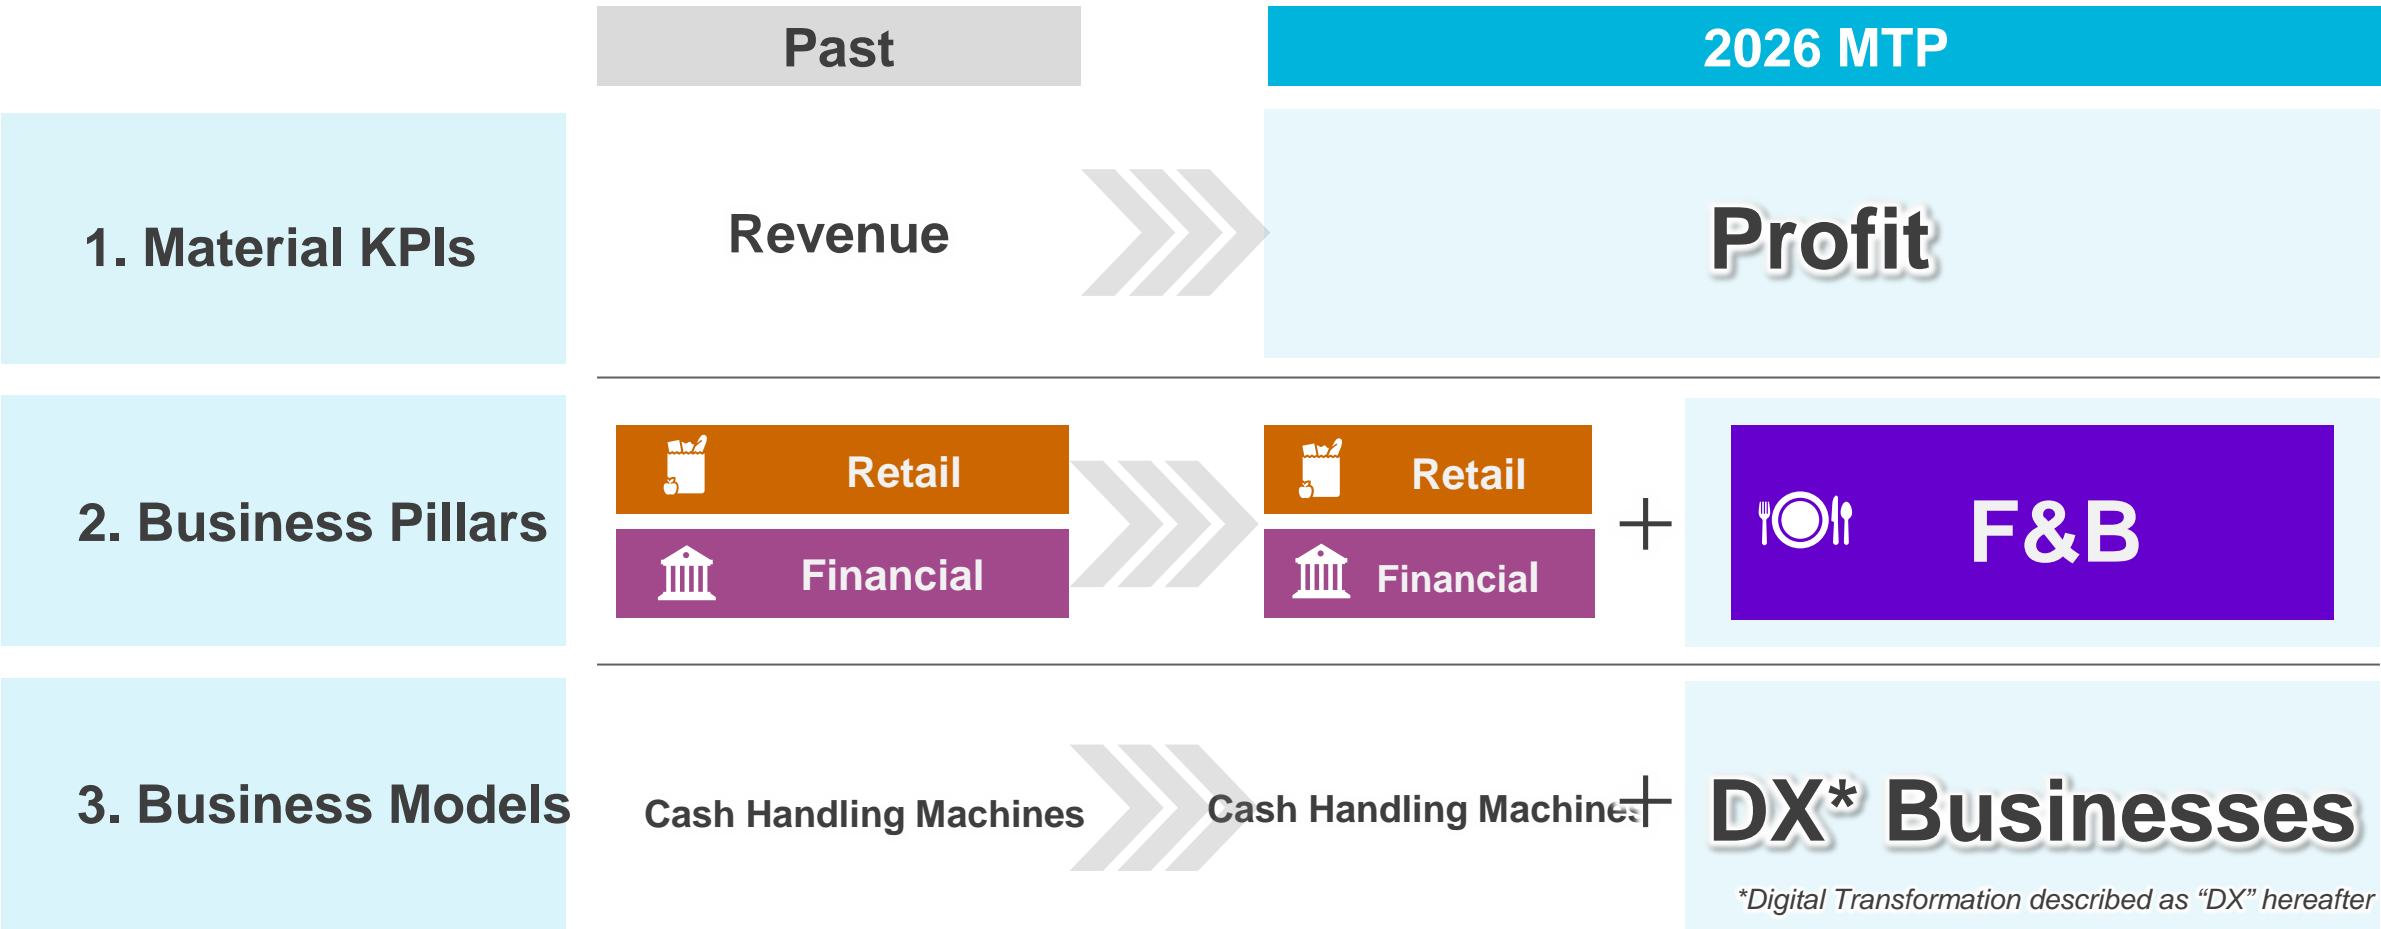 Past
2026 MTP
1. Material KPIs
Revenue
Profit
2. Business Pillars
Retail
Financial
Retail
Financial
+
F&B
3. Business Models
Cash Handling Machines
Cash Handling Machines
+
DX* Businesses
*Digital Transformation described as “DX” hereafter